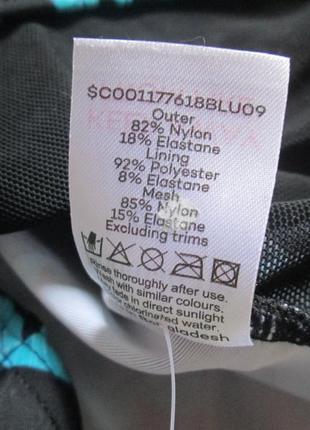 SC001177618BLU09
Outer
82% Nylon
18% Elastane
Lining
92% Polyester
8% Elastane
Mesh
85% Nylon
15% Elastane
Excluding trims
Rinse thoroughly after use.
Wash with similar colours.
fade in direct sunlight
chlorinated water.